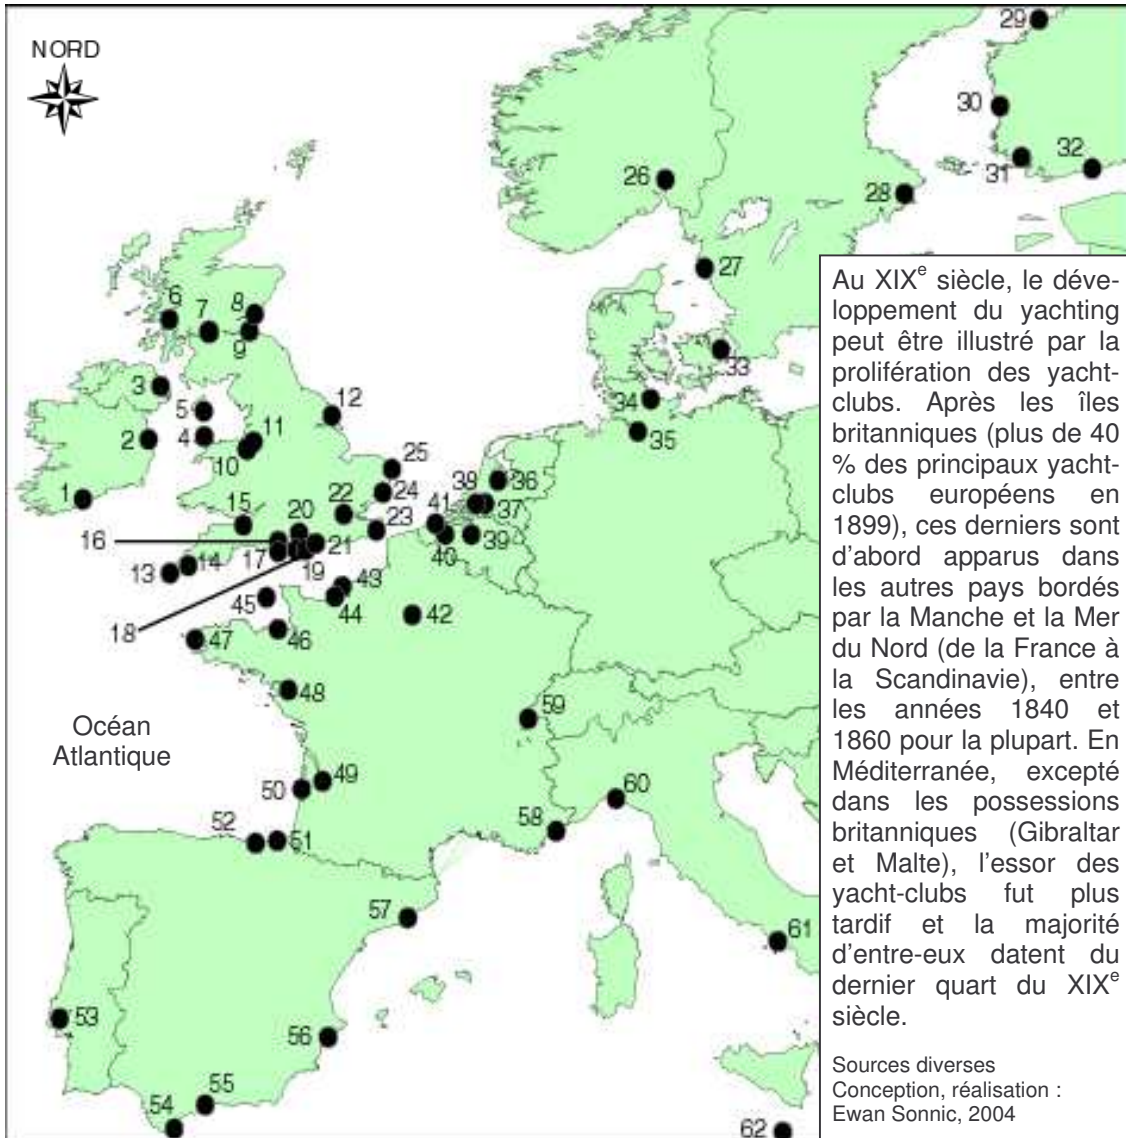 NORD
29
30
32
31
26
28
27
6
7
8
9
33
3
5
12
34
4
11
2
10
35
25
38
36
24
1
15
20
22
41
37
23
16
21
40
39
13
14
17
19
43
45
44
42
18
47
46
48
59
Océan
Atlantique
49
50
60
58
52
51
57
61
53
56
55
54
62
Au XIXe siècle, le déve-
loppement du yachting
peut être illustré par la
prolifération des yacht-
clubs. Après les îles
britanniques (plus de 40
% des principaux yacht-
clubs européens en
1899), ces derniers sont
d'abord apparus dans
les autres pays bordés
par la Manche et la Mer
du Nord (de la France à
la Scandinavie), entre
les années 1840 et
1860 pour la plupart. En
Méditerranée, excepté
dans les possessions
britanniques (Gibraltar
et Malte), l'essor des
yacht-clubs fut plus
tardif et la majorité
d'entre-eux datent du
dernier quart du XIXe
siècle.
Sources diverses
Conception, réalisation :
Ewan Sonnic, 2004